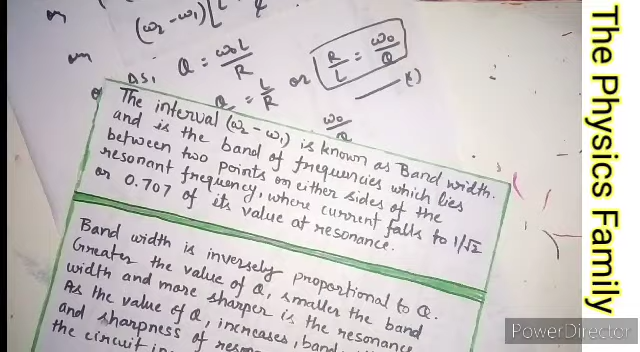 (ω₂ - ω₁) [L
AS, Q = ω₀L/R
or R/L = ω₀/Q
= L/R
ω₀
The interval (ω₂ - ω₁) is known as Band width.
and is the band of frequencies which lies
between two points on either sides of the
resonant frequency, where current falls to 1/√2
or 0.707 of its value at resonance.
Band width is inversely proportional to Q.
Greater the value of Q, smaller the band
width and more sharper is the resonance
As the value of Q, increases, band
and sharpness of
the circuit
The Physics Family
PowerDirector